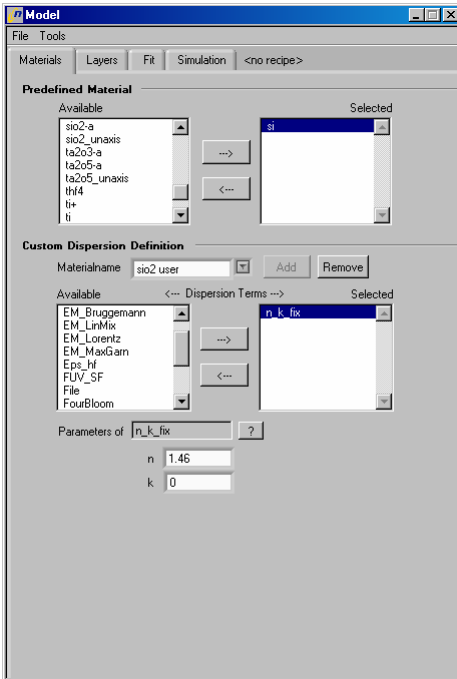 n Model
File Tools
Materials Layers Fit Simulation <no recipe>
Predefined Material
Available Selected
sio2-a
sio2_unaxis
ta2o3-a
ta2o5-a
ta2o5_unaxis
thf4
ti+
ti
--->
<---
si
Custom Dispersion Definition
Materialname sio2 user Add Remove
Available <--- Dispersion Terms ---> Selected
EM_Bruggemann
EM_LinMix
EM_Lorentz
EM_MaxGarn
Eps_hf
FUV_SF
File
FourBloom
--->
<---
n_k_fix
Parameters of n_k_fix ?
n 1.46
k 0